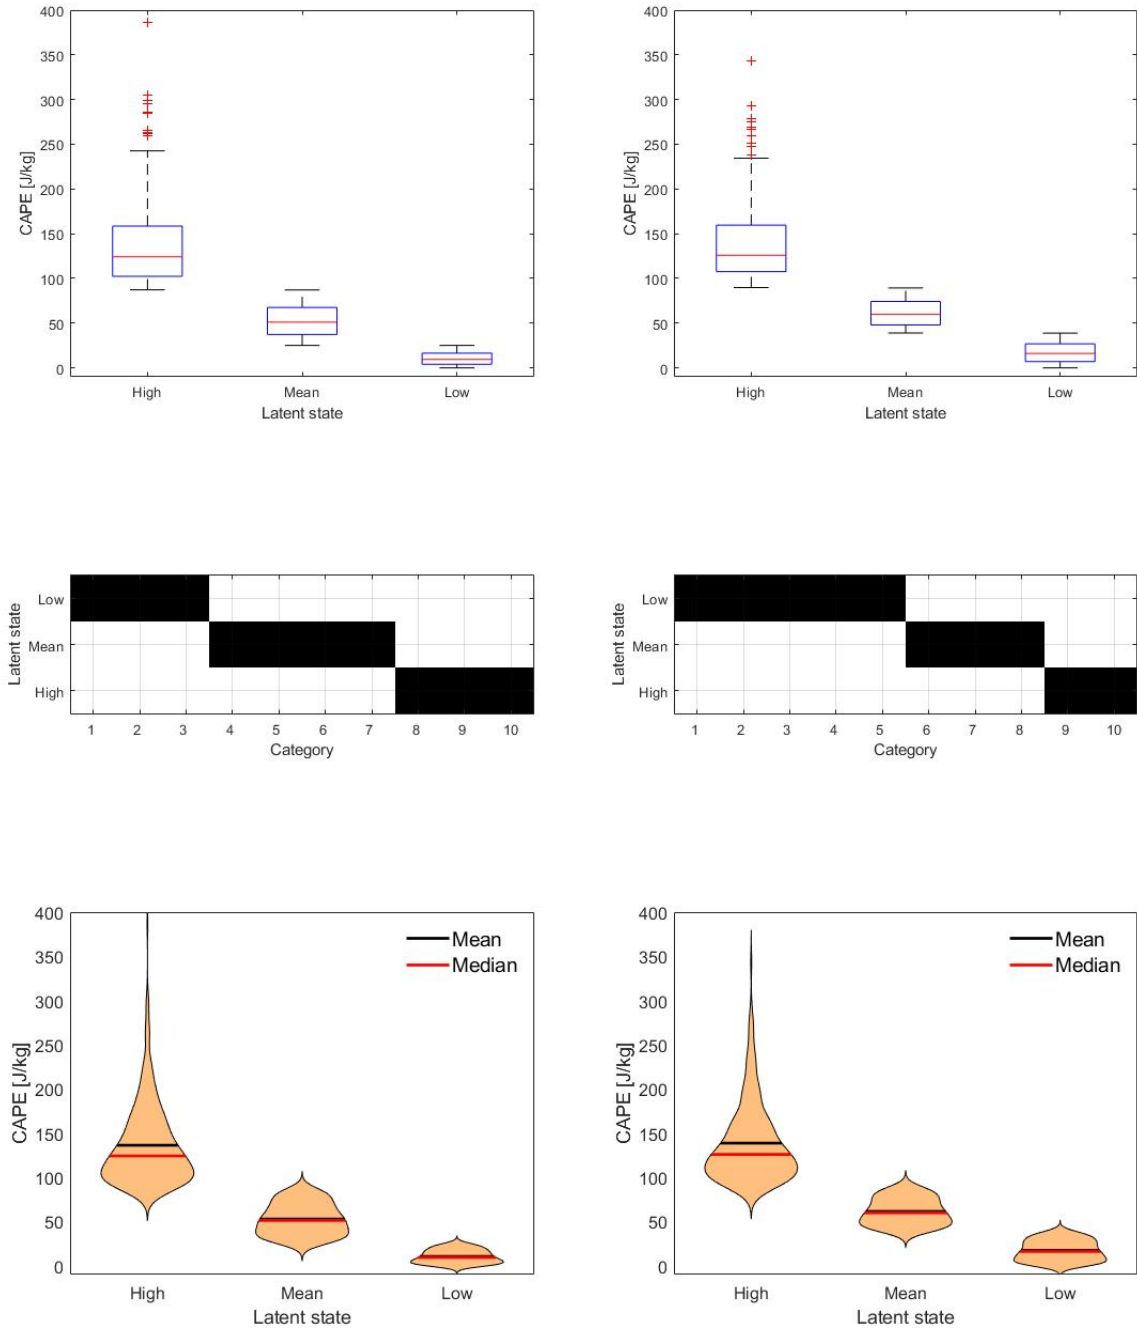 400
350
300
250
200
150
100
50
0
CAPE [J/kg]
High Mean Low
Latent state
400
350
300
250
200
150
100
50
0
CAPE [J/kg]
High Mean Low
Latent state
Low
Mean
High
Latent state
1 2 3 4 5 6 7 8 9 10
Category
Low
Mean
High
Latent state
1 2 3 4 5 6 7 8 9 10
Category
400
350
300
250
200
150
100
50
0
CAPE [J/kg]
Mean
Median
High Mean Low
Latent state
400
350
300
250
200
150
100
50
0
CAPE [J/kg]
Mean
Median
High Mean Low
Latent state